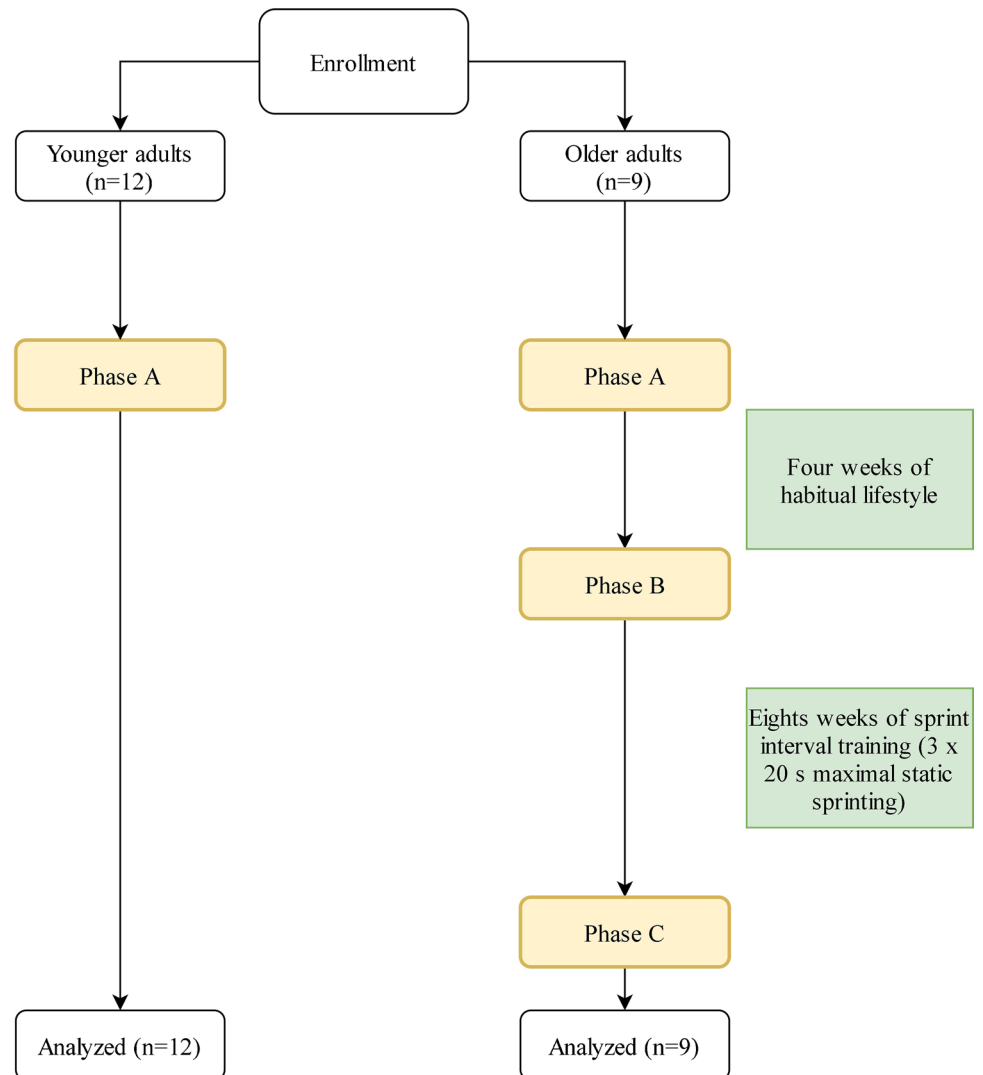 Enrollment
Younger adults
(n=12)
Older adults
(n=9)
Phase A
Phase A
Four weeks of
habitual lifestyle
Phase B
Eights weeks of sprint
interval training (3 x
20 s maximal static
sprinting)
Phase C
Analyzed (n=12)
Analyzed (n=9)